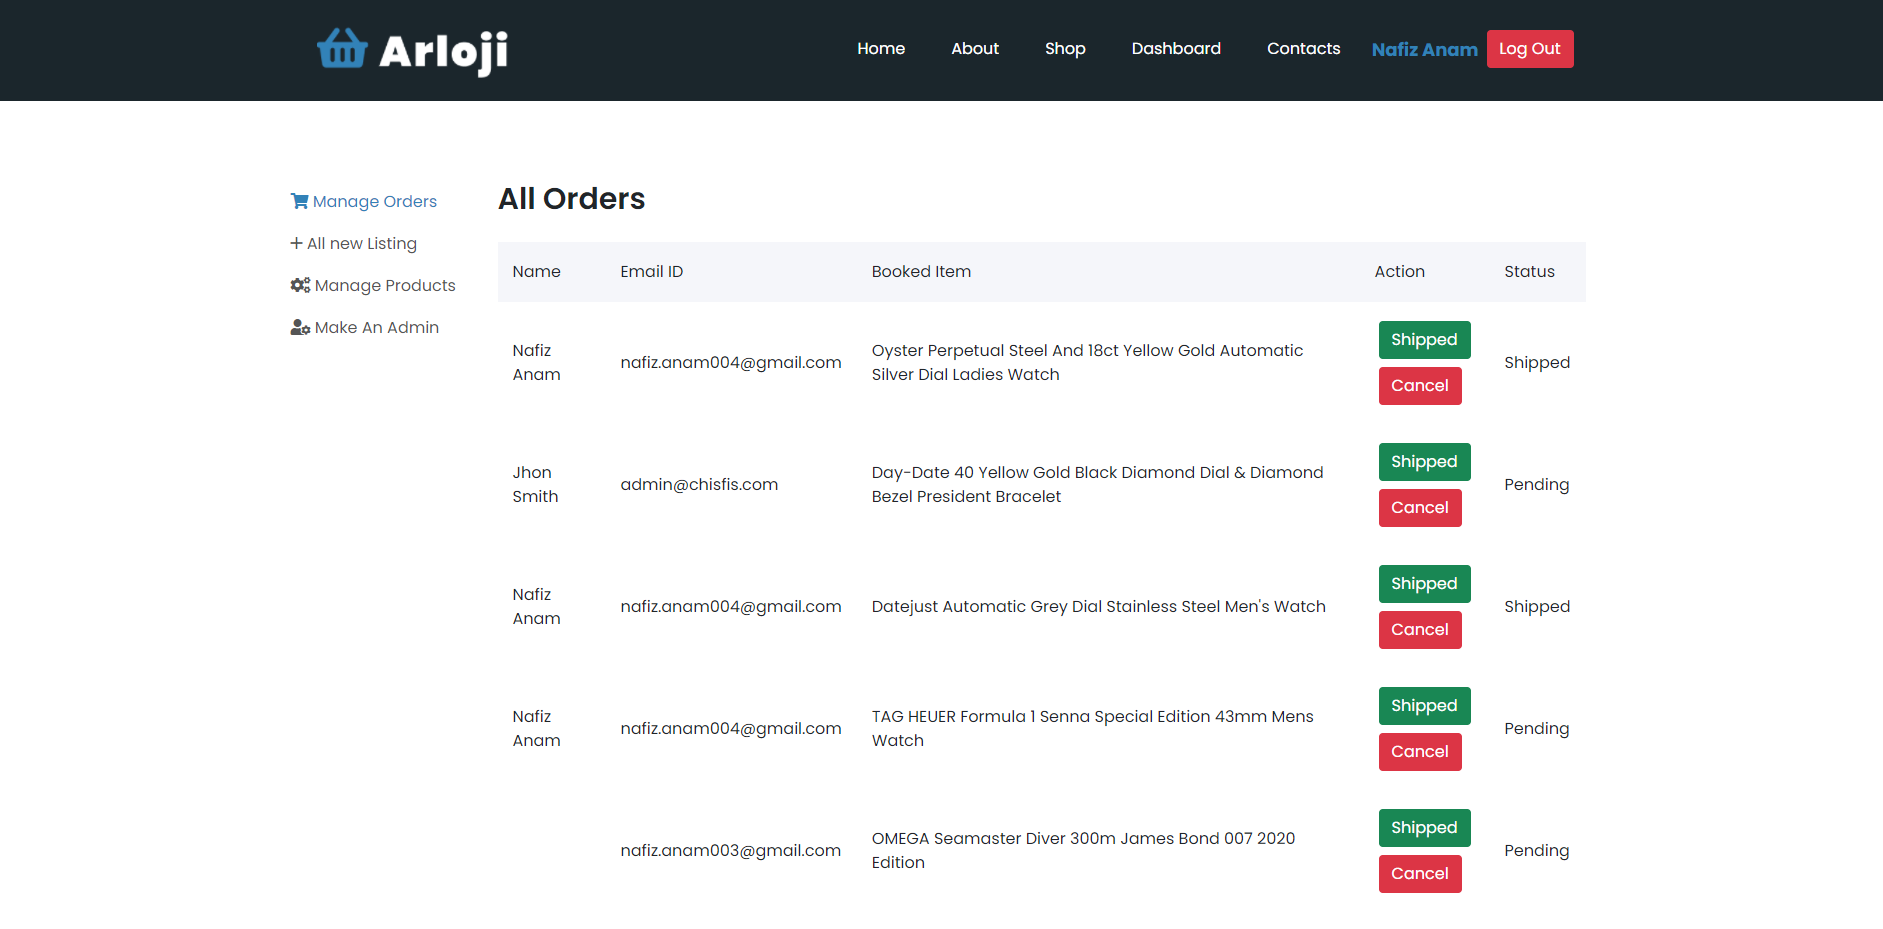 Arloji
Home About Shop Dashboard Contacts Nafiz Anam Log Out
Manage Orders
All new Listing
Manage Products
Make An Admin
All Orders
Name Email ID Booked Item Action Status
Nafiz
Anam
nafiz.anam004@gmail.com
Oyster Perpetual Steel And 18ct Yellow Gold Automatic
Silver Dial Ladies Watch
Shipped
Cancel
Shipped
Jhon
Smith
admin@chisfis.com
Day-Date 40 Yellow Gold Black Diamond Dial & Diamond
Bezel President Bracelet
Shipped
Cancel
Pending
Nafiz
Anam
nafiz.anam004@gmail.com
Datejust Automatic Grey Dial Stainless Steel Men's Watch
Shipped
Cancel
Shipped
Nafiz
Anam
nafiz.anam004@gmail.com
TAG HEUER Formula 1 Senna Special Edition 43mm Mens
Watch
Shipped
Cancel
Pending
nafiz.anam003@gmail.com
OMEGA Seamaster Diver 300m James Bond 007 2020
Edition
Shipped
Cancel
Pending